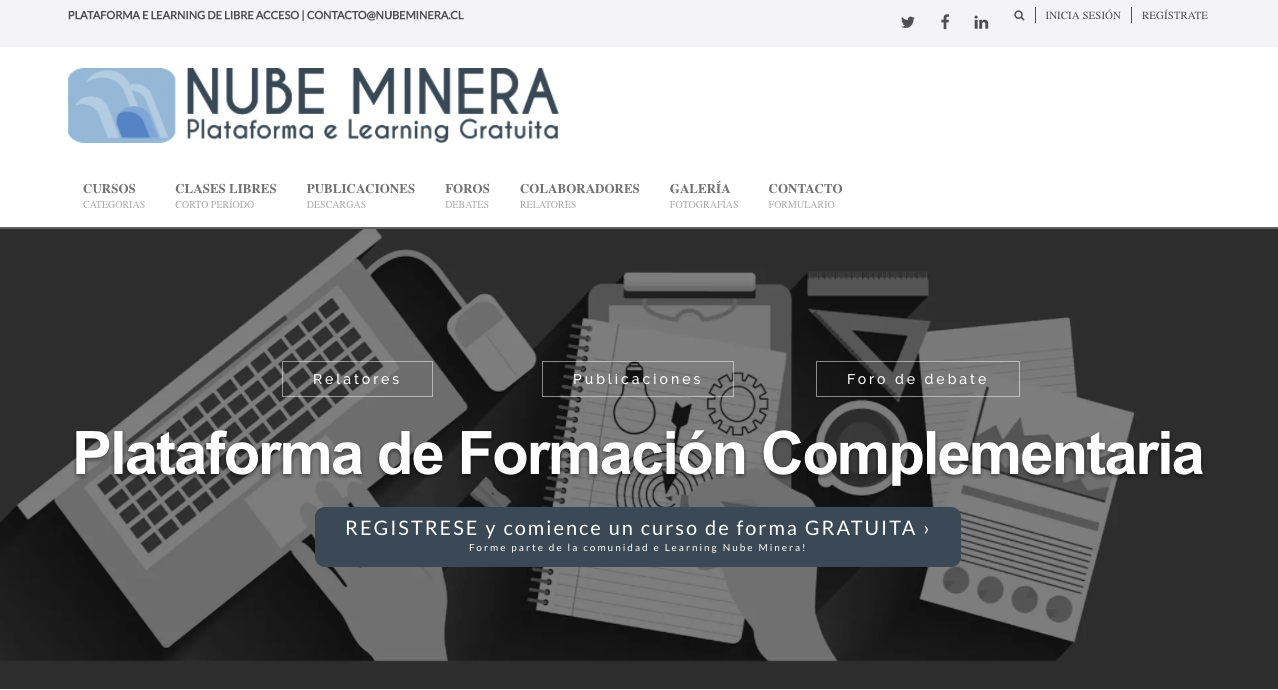 PLATAFORMA E LEARNING DE LIBRE ACCESO | CONTACTO@NUBEMINERA.CL
INICIA SESIÓN
REGÍSTRATE
NUBE MINERA
Plataforma e Learning Gratuita
CURSOS
CATEGORIAS
CLASES LIBRES
CORTO PERÍODO
PUBLICACIONES
DESCARGAS
FOROS
DEBATES
COLABORADORES
RELATORES
GALERÍA
FOTOGRAFÍAS
CONTACTO
FORMULARIO
Relatores
Publicaciones
Foro de debate
Plataforma de Formación Complementaria
REGISTRESE y comience un curso de forma GRATUITA ›
Forme parte de la comunidad e Learning Nube Minera!